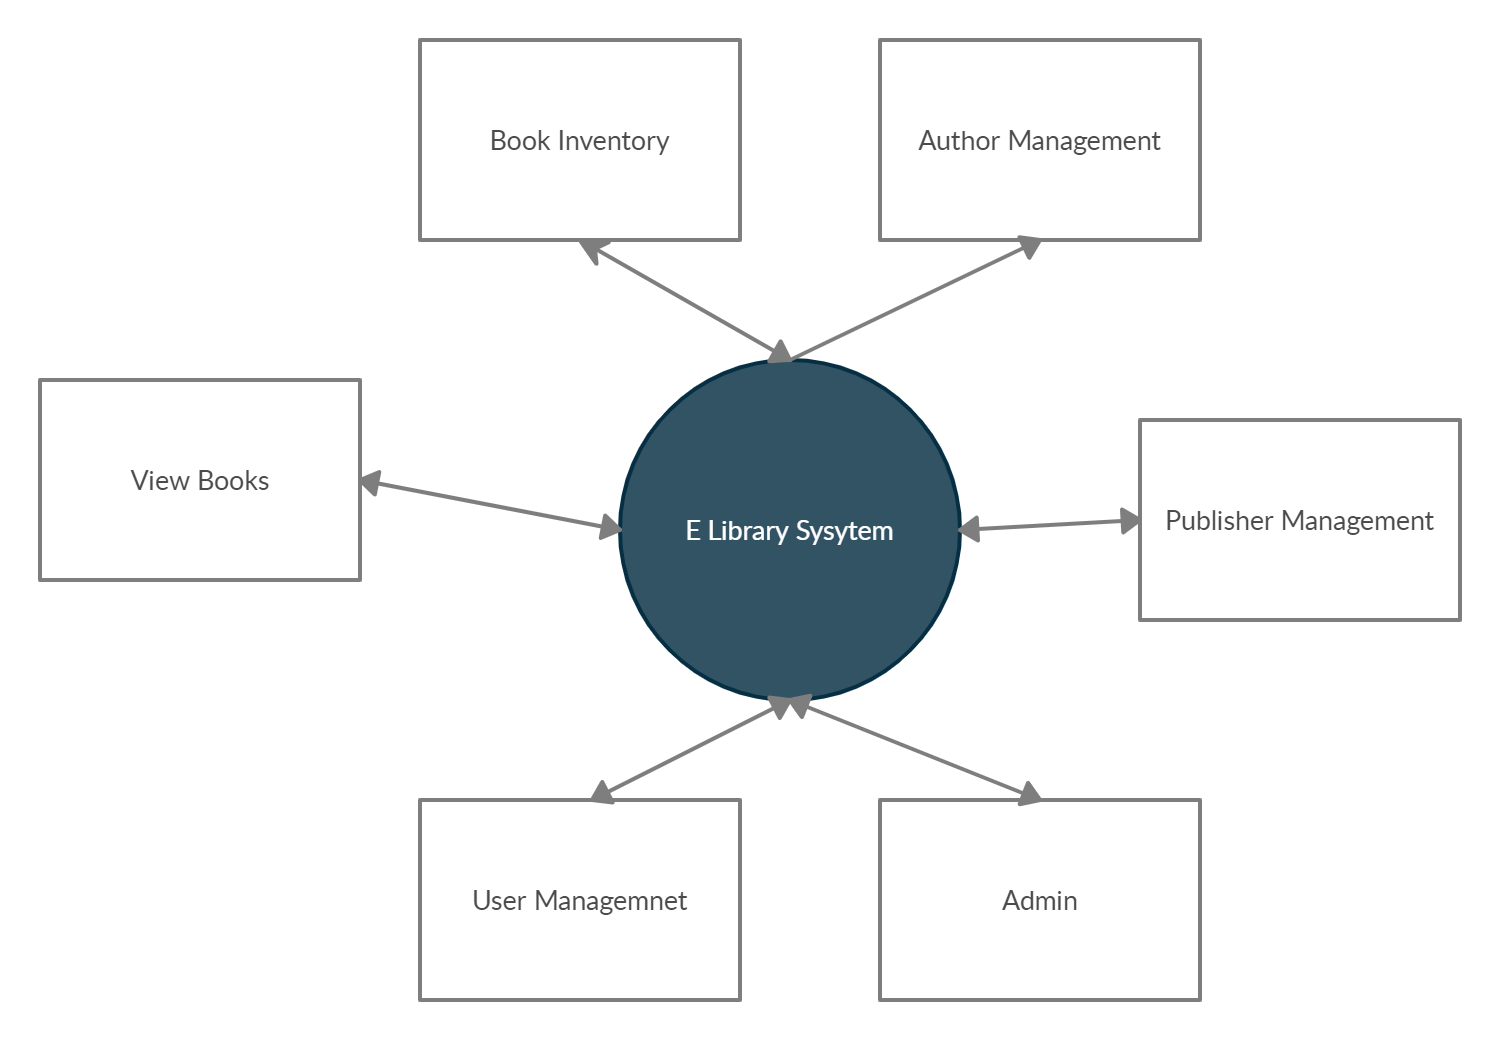 Book Inventory
Author Management
View Books
E Library Sysytem
Publisher Management
User Managemnet
Admin